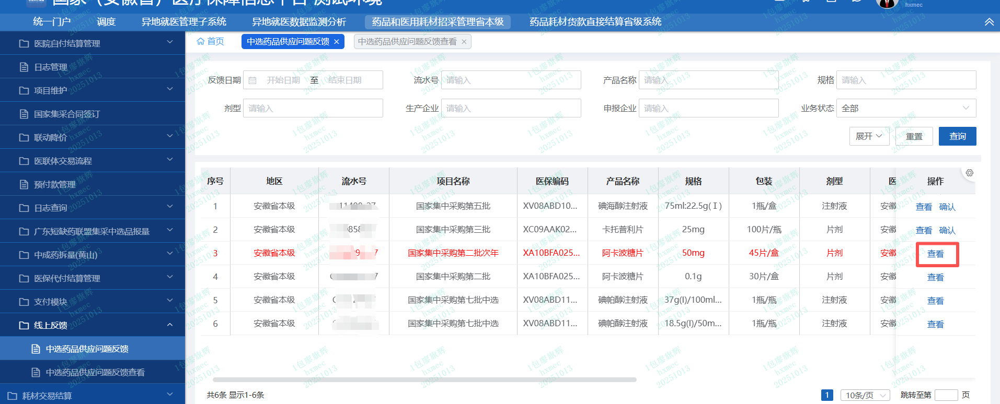 国家（安徽省）医疗保障信息平台 测试环境
hxmec
统一门户 调度 异地就医管理子系统 异地就医数据监测分析 药品和医用耗材招采管理省本级 药品耗材货款直接结算省级系统
首页 中选药品供应问题反馈 × 中选药品供应问题反馈查看 ×
医院自付结算管理
日志管理
项目维护
国家集采合同签订
联动降价
医联体交易流程
预付款管理
日志查询
广东短缺药联盟集采中选品报量
中成药拆量(黄山)
医保代付结算管理
支付模块
线上反馈
中选药品供应问题反馈
中选药品供应问题反馈查看
耗材交易结算
反馈日期 开始日期 至 结束日期 流水号 请输入 产品名称 请输入 规格 请输入
剂型 请输入 生产企业 请输入 申报企业 请输入 业务状态 全部
展开 重置 查询
序号 地区 流水号 项目名称 医保编码 产品名称 规格 包装 剂型 医 操作
1 安徽省本级 国家集中采购第五批 XV08ABD10... 碘海醇注射液 75ml:22.5g(Ⅰ) 1瓶/盒 注射液 安徽 查看 确认
2 安徽省本级 国家集中采购第三批 XC09AAK02... 卡托普利片 25mg 100片/瓶 片剂 安徽 查看 确认
3 安徽省本级 国家集中采购第二批次年 XA10BFA025... 阿卡波糖片 50mg 45片/盒 片剂 安徽 查看
4 安徽省本级 国家集中采购第二批 XA10BFA025... 阿卡波糖片 0.1g 30片/盒 片剂 安徽 查看
5 安徽省本级 国家集中采购第七批中选 XV08ABD11... 碘帕醇注射液 37g(I)/100ml... 1瓶/瓶 注射液 安徽 查看
6 安徽省本级 国家集中采购第七批中选 XV08ABD11... 碘帕醇注射液 18.5g(I)/50m... 1瓶/瓶 注射液 安徽 查看
共6条 显示1-6条 1 10条/页 跳转至第 页
1包廖旗辉
hxmec
20251013